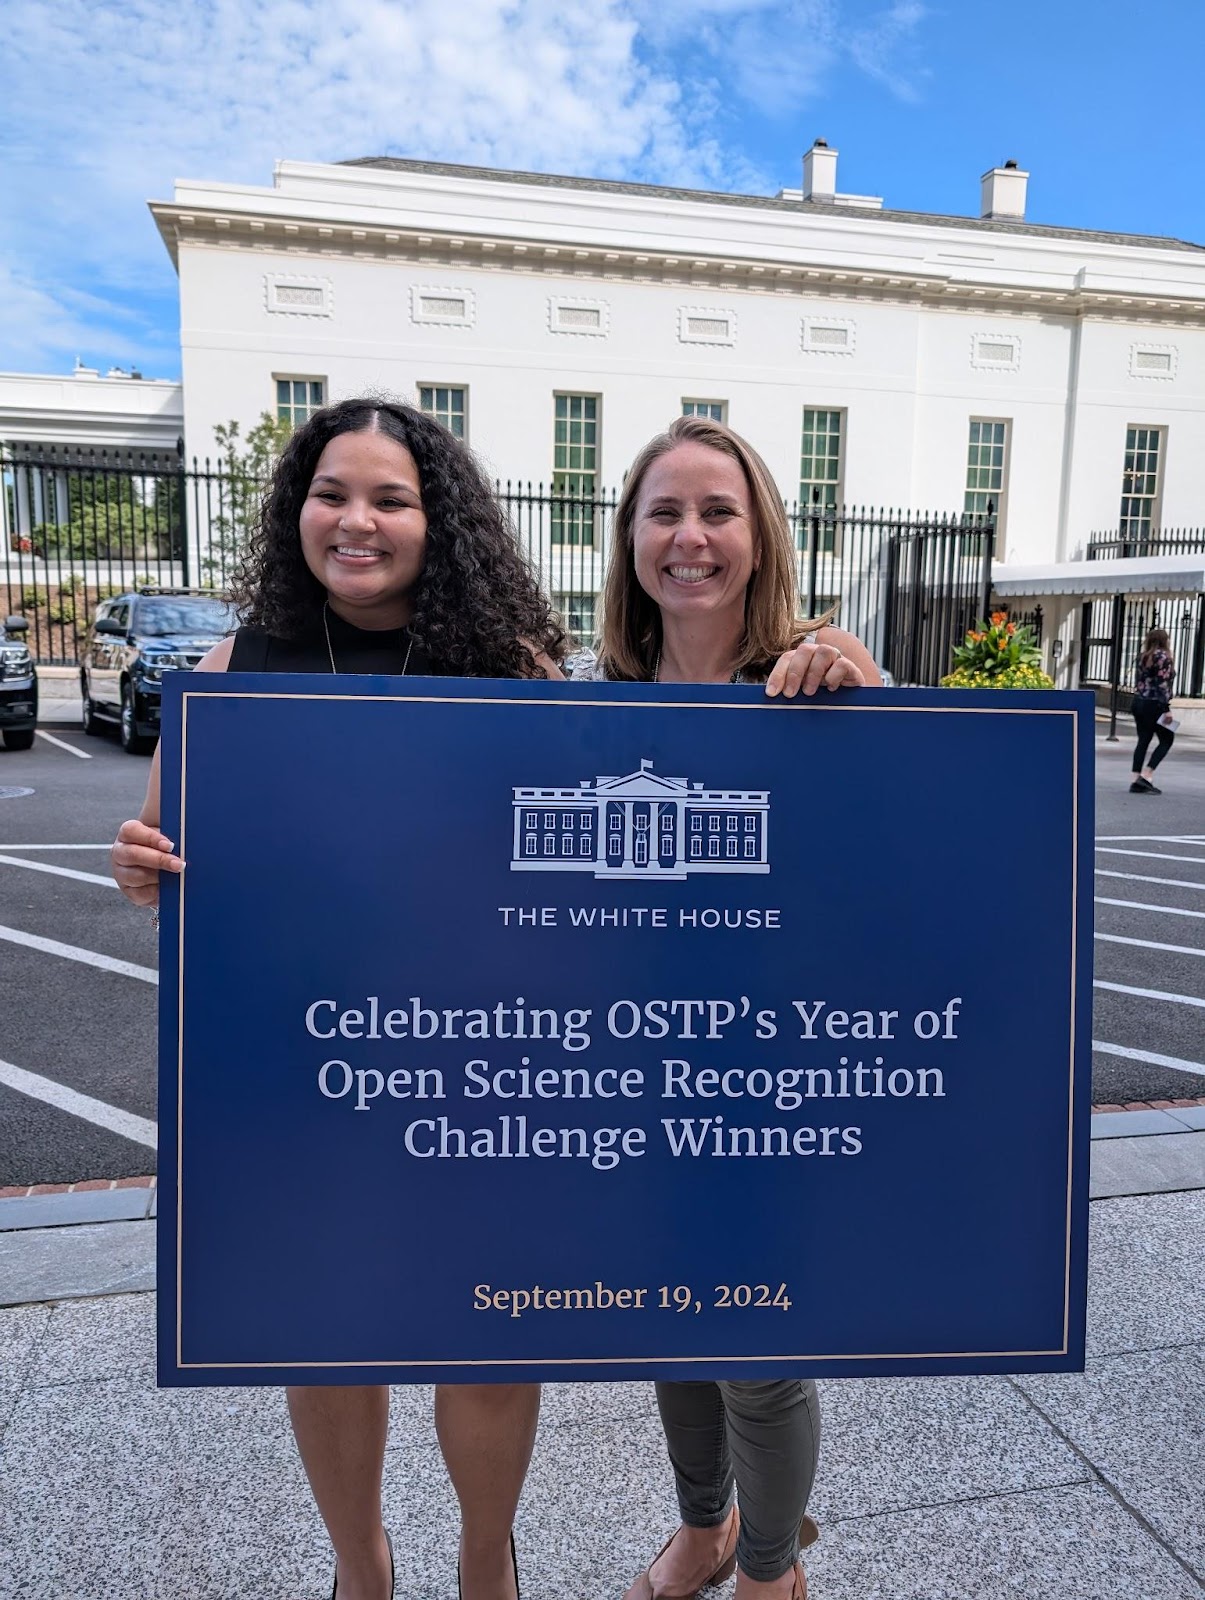 THE WHITE HOUSE
Celebrating OSTP’s Year of
Open Science Recognition
Challenge Winners
September 19, 2024